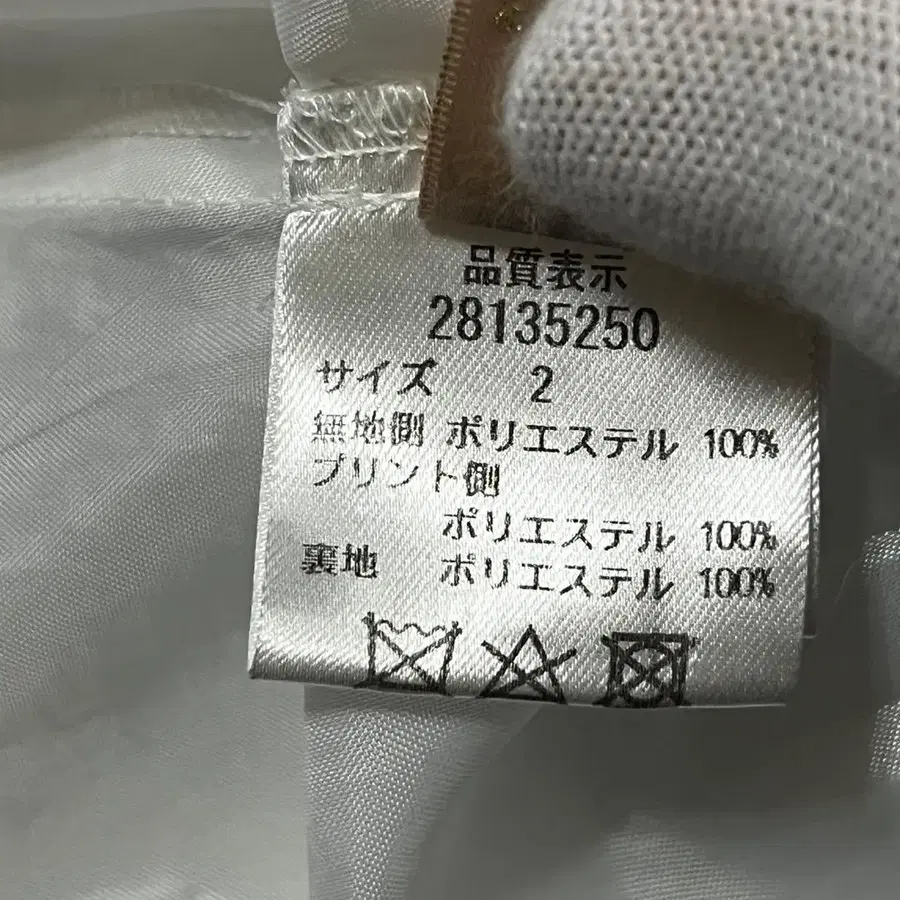 品質表示
28135250
サイズ 2
無地側 ポリエステル 100%
プリント側
ポリエステル 100%
裏地 ポリエステル 100%